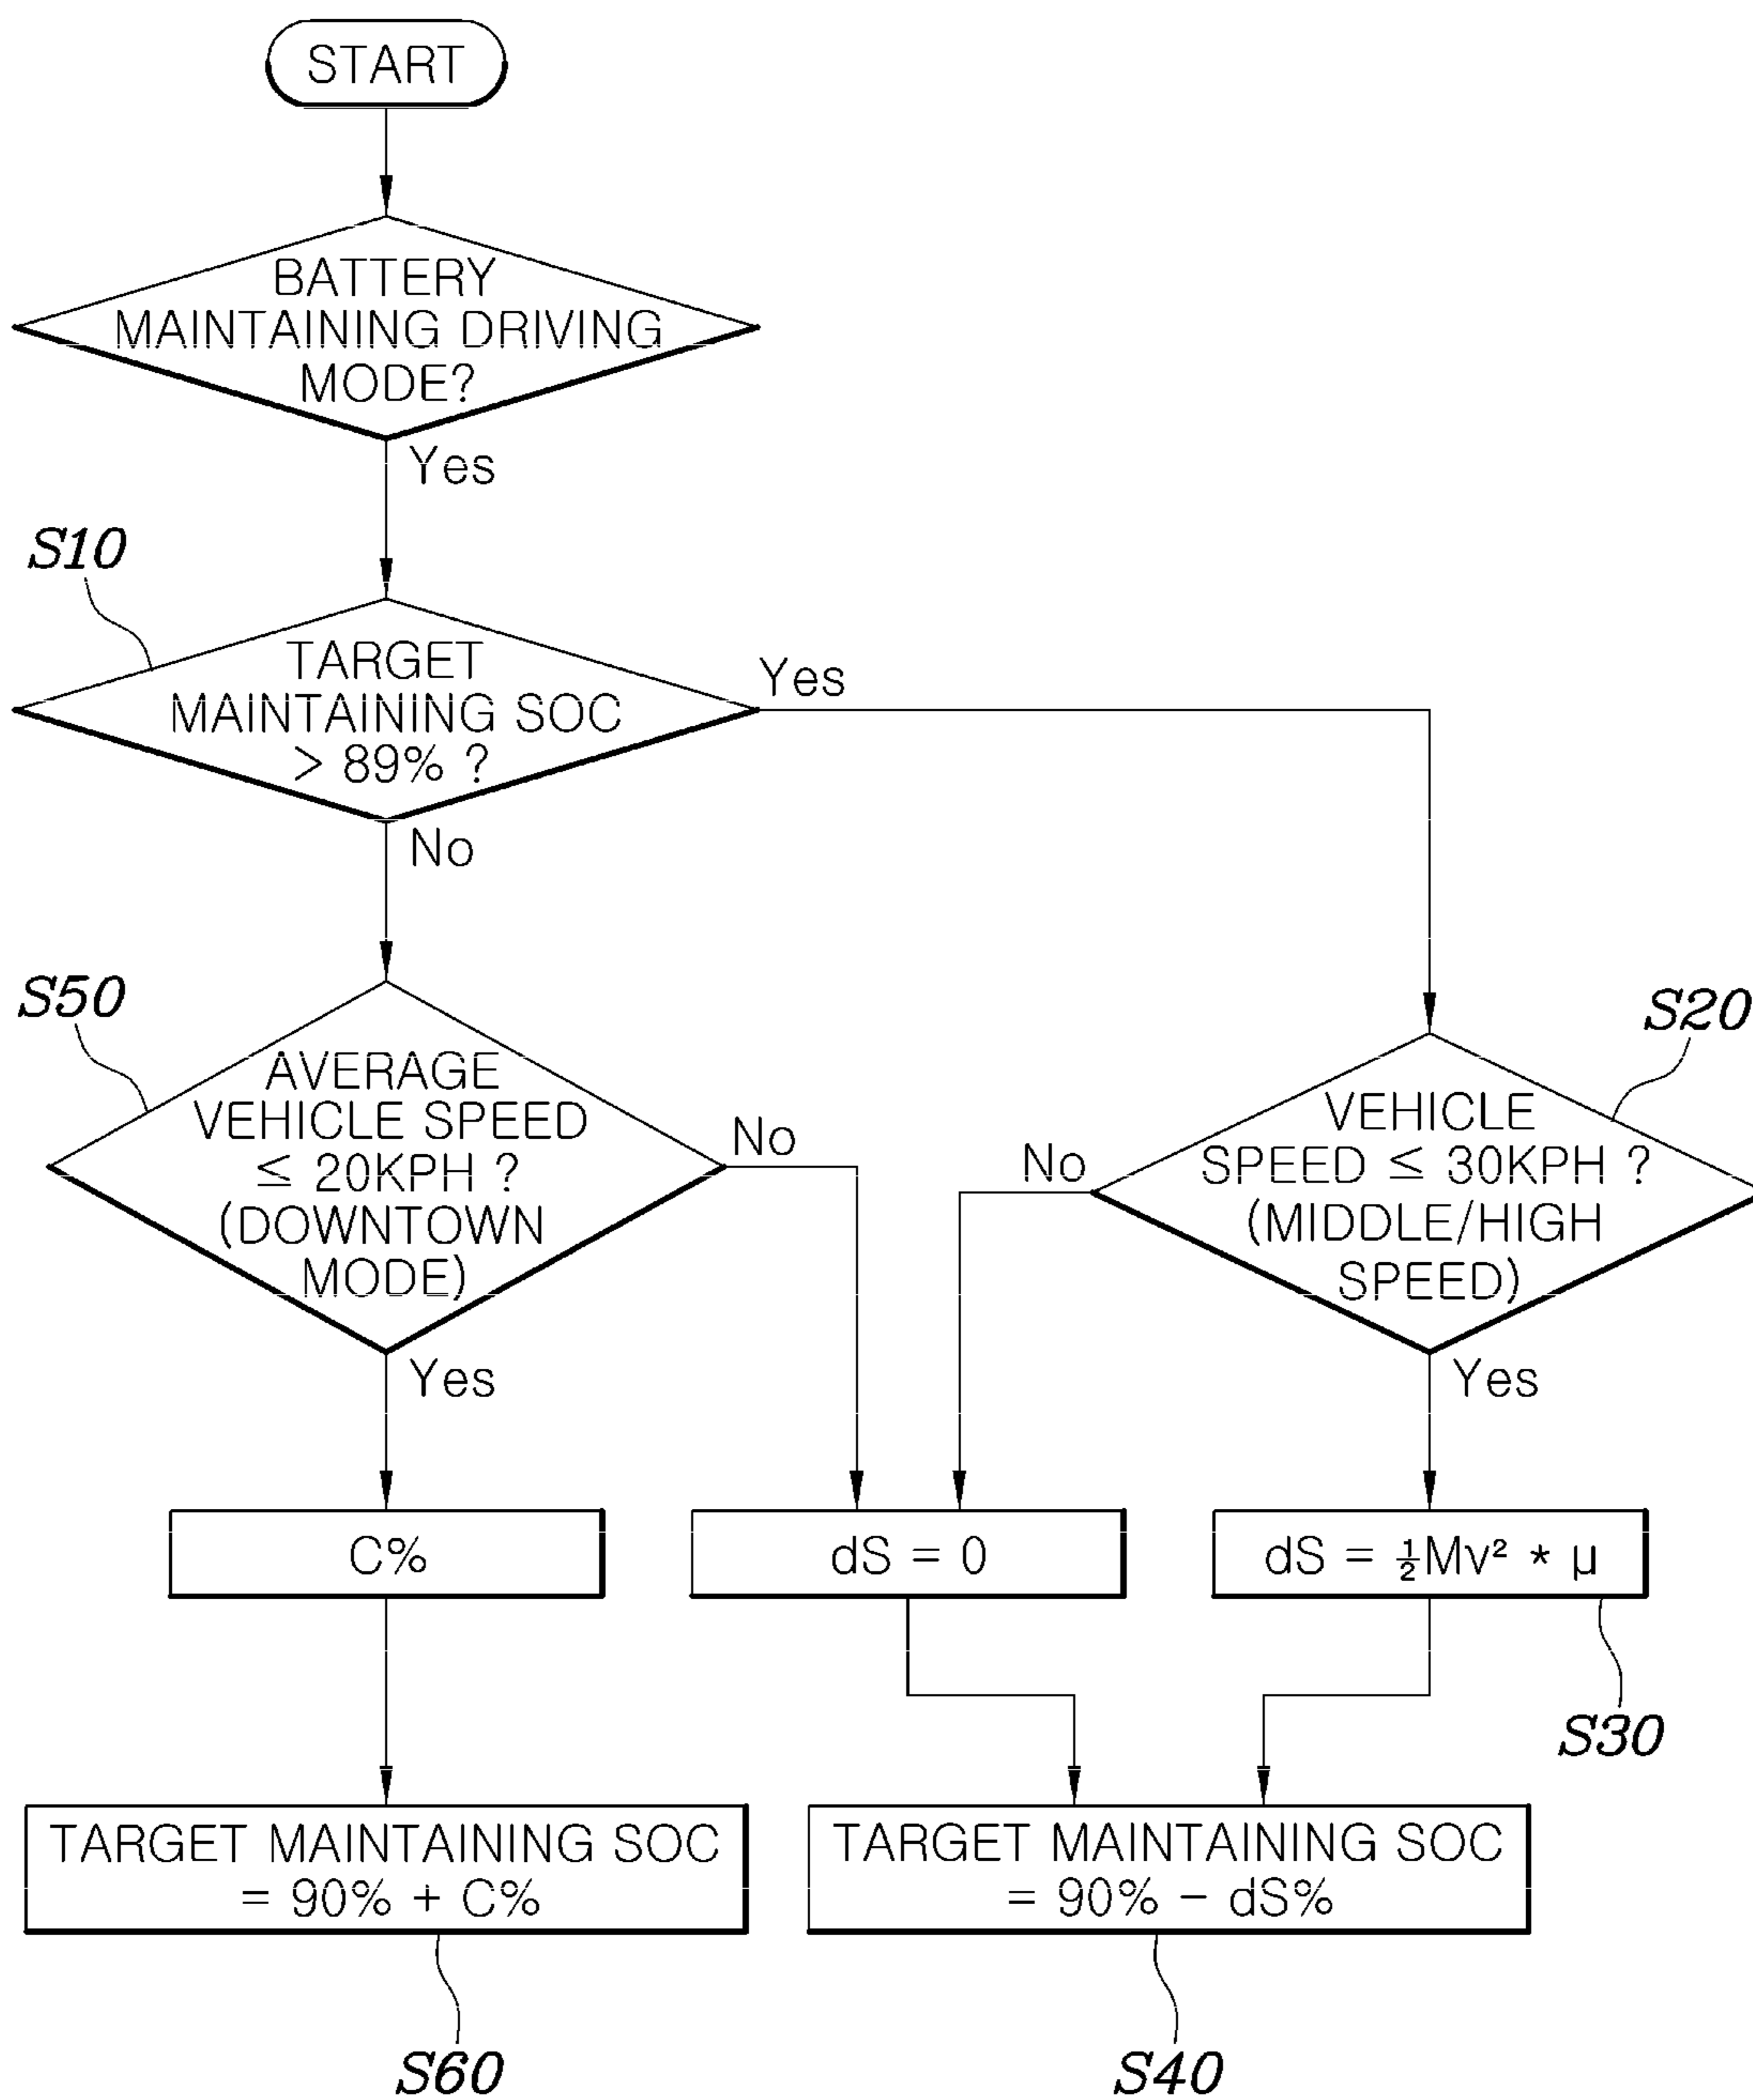 START
BATTERY
MAINTAINING DRIVING
MODE?
Yes
S10
TARGET
MAINTAINING SOC
> 89% ?
Yes
No
S50
AVERAGE
VEHICLE SPEED
≤ 20KPH ?
(DOWNTOWN
MODE)
No
Yes
S20
VEHICLE
SPEED ≤ 30KPH ?
(MIDDLE/HIGH
SPEED)
No
Yes
C%
dS = 0
dS = ½Mv² * μ
S30
TARGET MAINTAINING SOC
= 90% + C%
TARGET MAINTAINING SOC
= 90% − dS%
S60
S40